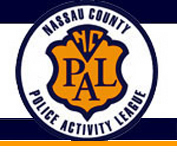 NASSAU COUNTY
NC
PAL
POLICE ACTIVITY LEAGUE